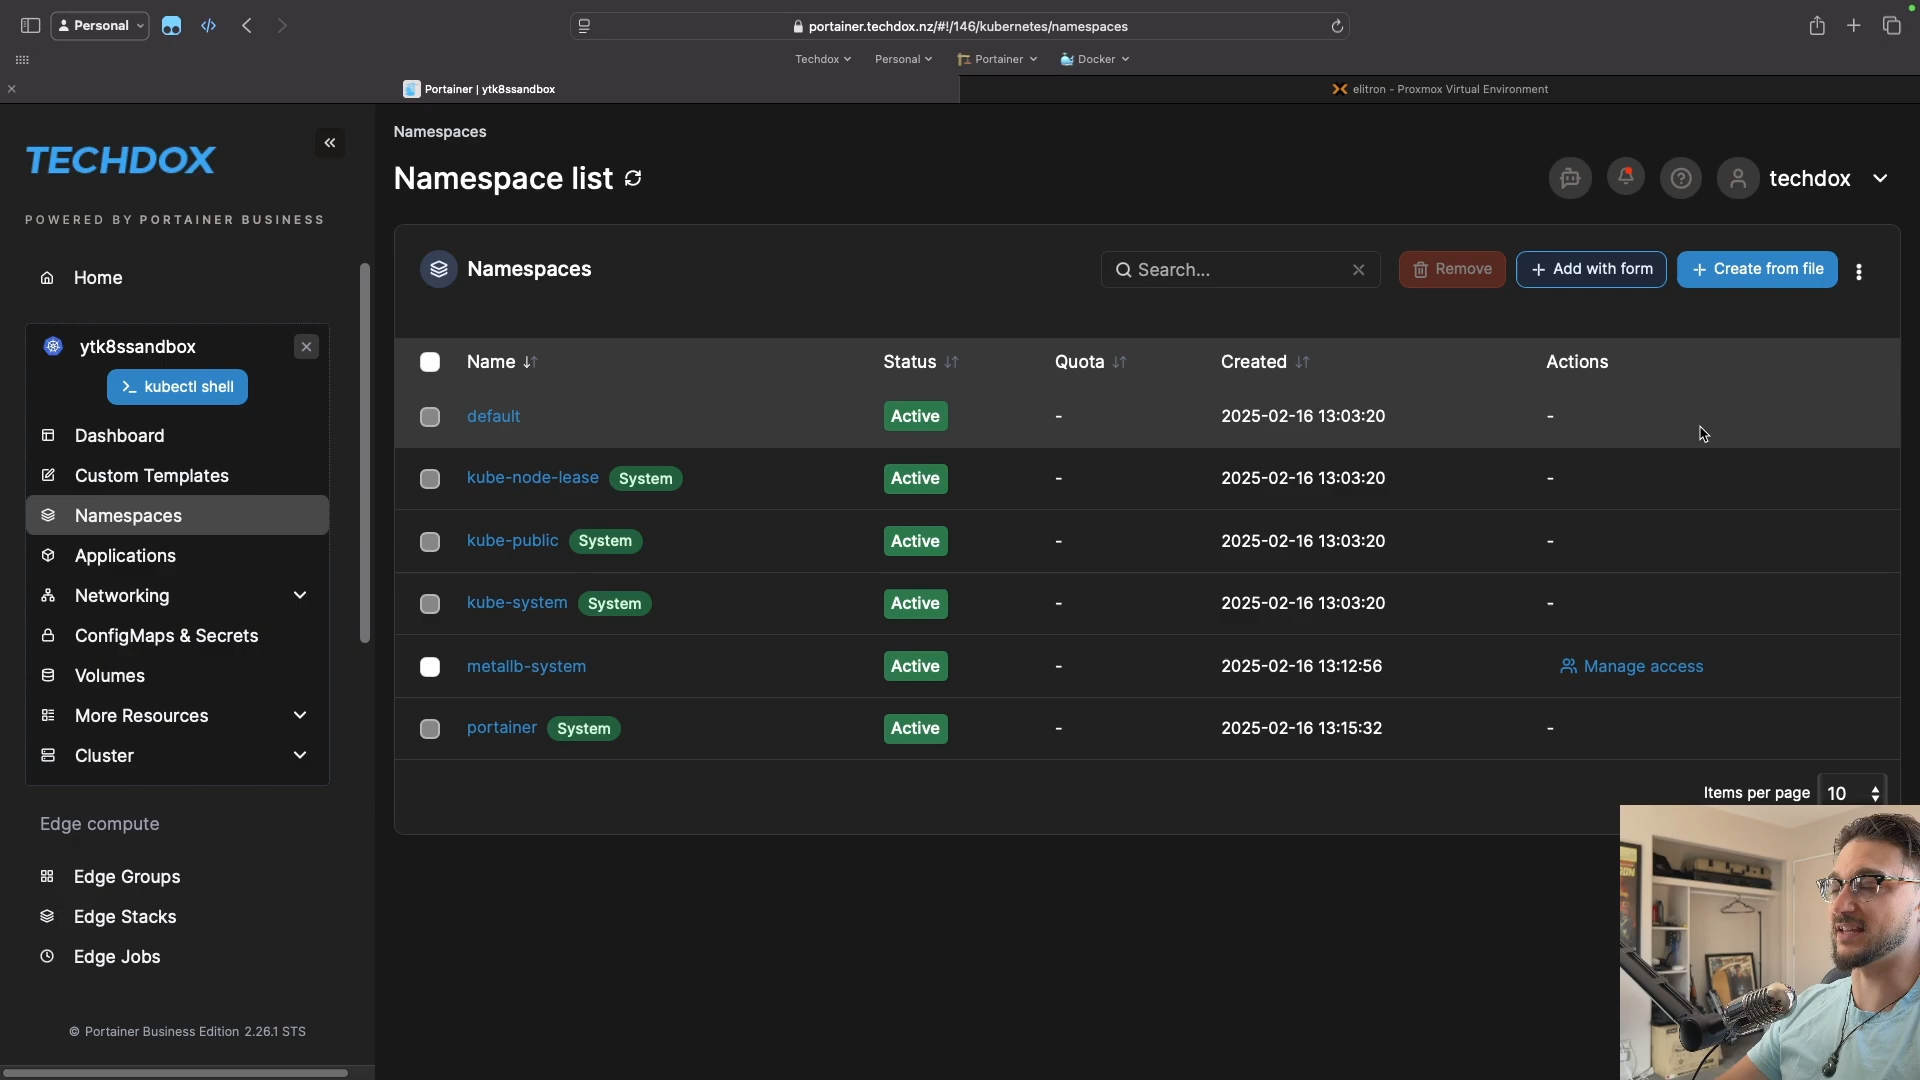 Personal
portainer.techdox.nz/#!/146/kubernetes/namespaces
Techdox Personal Portainer Docker
Portainer | ytk8ssandbox
elitron - Proxmox Virtual Environment
TECHDOX
POWERED BY PORTAINER BUSINESS
Home
ytk8ssandbox
>_ kubectl shell
Dashboard
Custom Templates
Namespaces
Applications
Networking
ConfigMaps & Secrets
Volumes
More Resources
Cluster
Edge compute
Edge Groups
Edge Stacks
Edge Jobs
© Portainer Business Edition 2.26.1 STS
Namespaces
Namespace list
techdox
Namespaces
Search...
Remove
+ Add with form
+ Create from file
Name Status Quota Created Actions
default Active - 2025-02-16 13:03:20 -
kube-node-lease System Active - 2025-02-16 13:03:20 -
kube-public System Active - 2025-02-16 13:03:20 -
kube-system System Active - 2025-02-16 13:03:20 -
metallb-system Active - 2025-02-16 13:12:56 Manage access
portainer System Active - 2025-02-16 13:15:32 -
Items per page 10